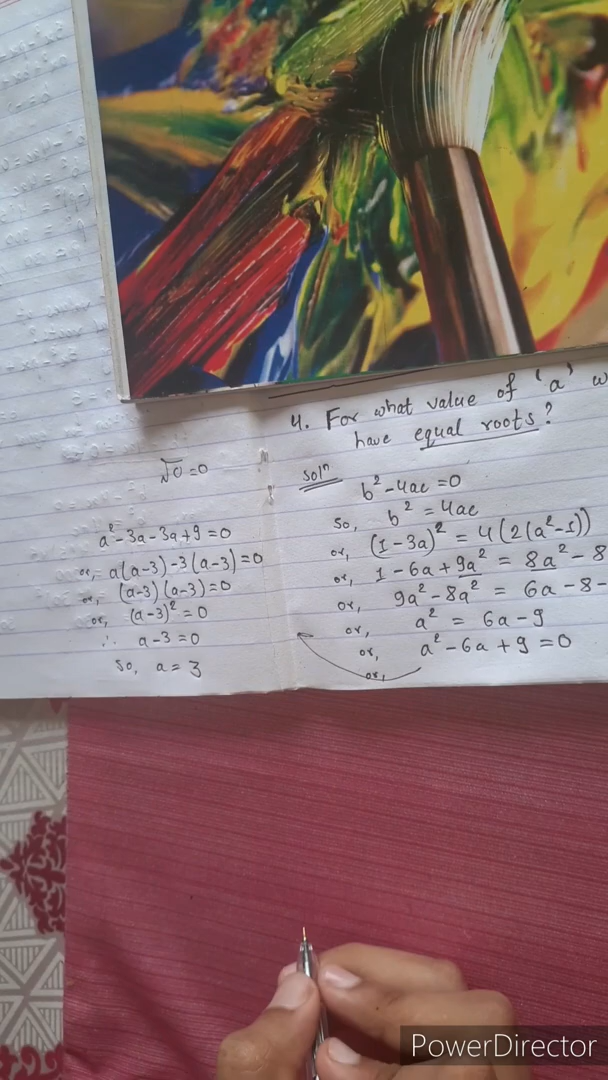 4. For what value of 'a' w
have equal roots?
Solⁿ
b² - 4ac = 0
so, b² = 4ac
or, (1-3a)² = 4(2(a²-1))
or, 1 - 6a + 9a² = 8a² - 8
or, 9a² - 8a² = 6a - 8 -
or, a² = 6a - 9
or, a² - 6a + 9 = 0
or,
√0 = 0
a² - 3a - 3a + 9 = 0
or, a(a-3) - 3(a-3) = 0
or, (a-3)(a-3) = 0
or, (a-3)² = 0
∴ a - 3 = 0
so, a = 3
PowerDirector